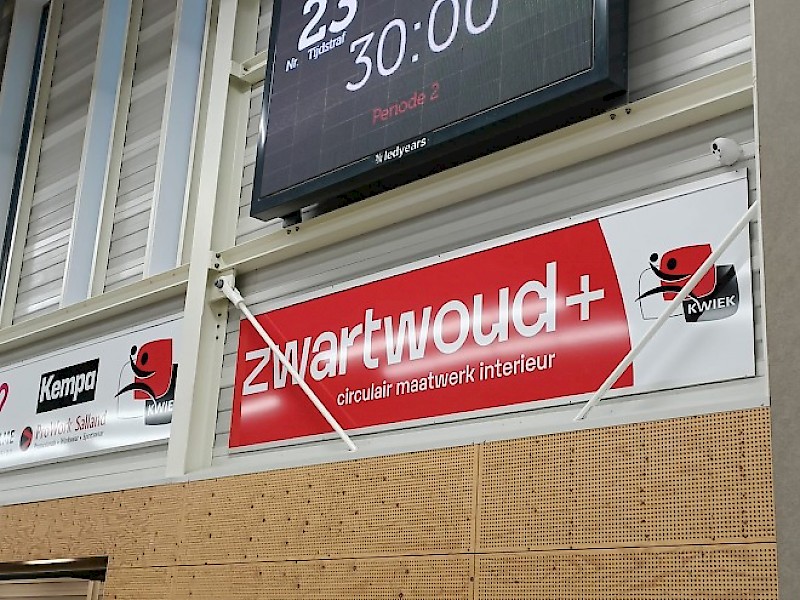 23
Nr. Tijdstraf
30:00
Periode 2
ledyears
zwartwoud+
circulair maatwerk interieur
KWIEK
Kempa
ProWork Salland
KWIEK